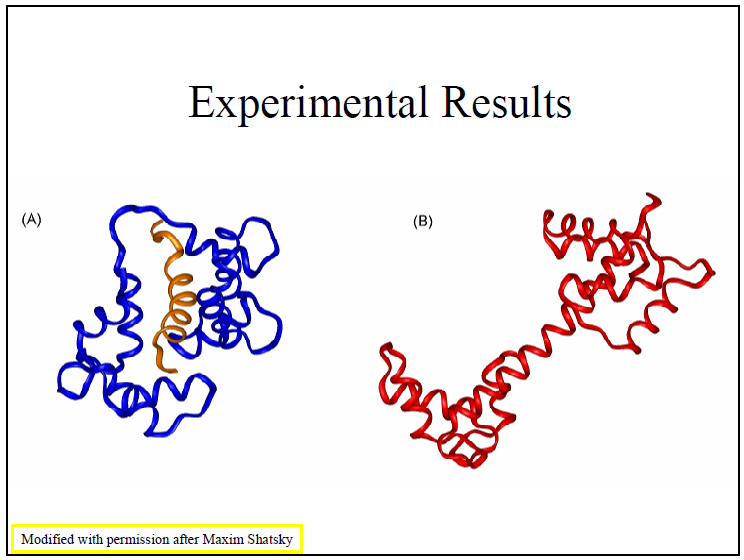 Experimental Results
(A)
(B)
Modified with permission after Maxim Shatsky